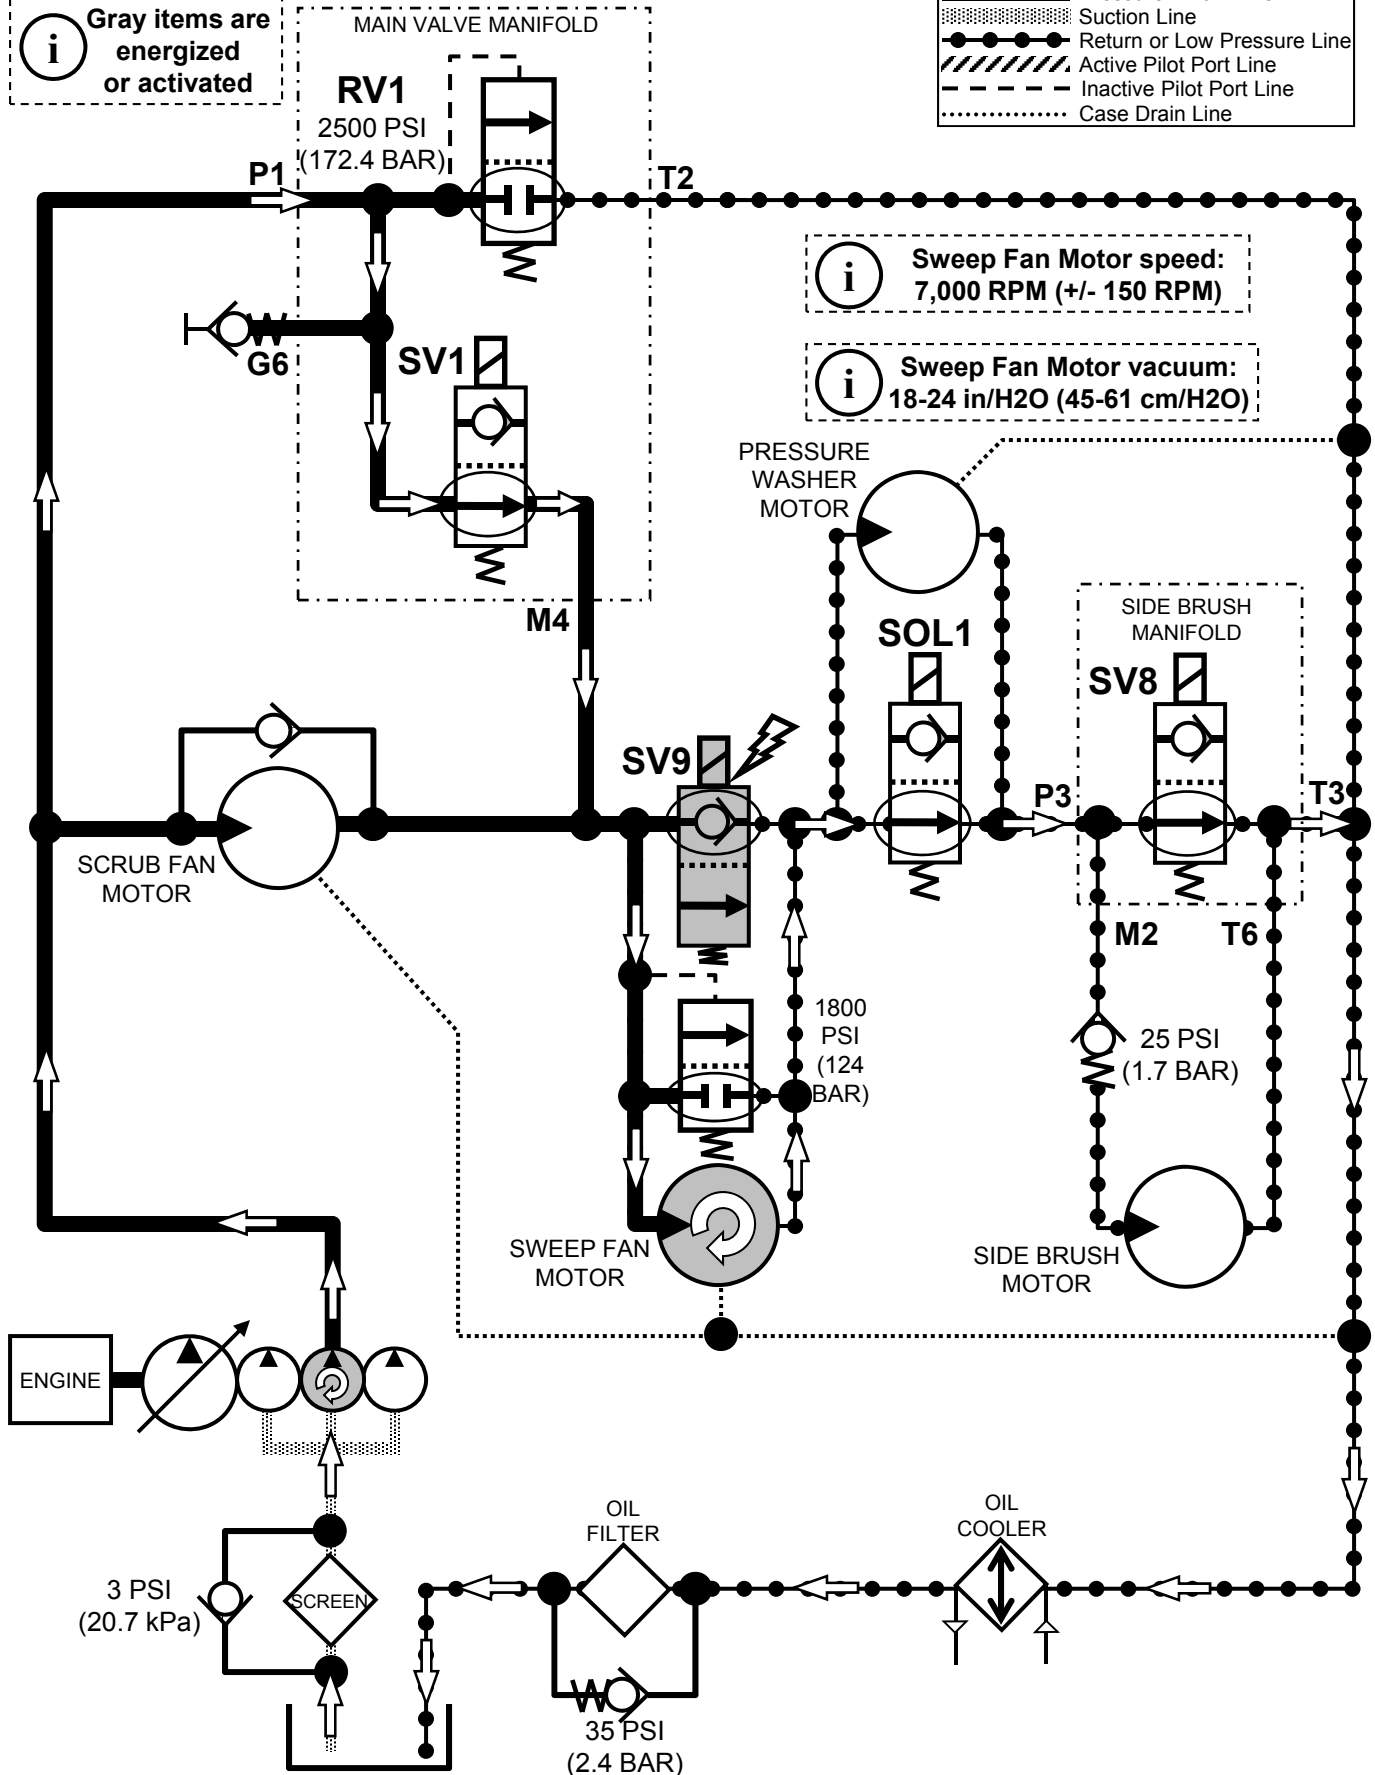 Gray items are
energized
or activated
i
MAIN VALVE MANIFOLD
Suction Line
Return or Low Pressure Line
Active Pilot Port Line
Inactive Pilot Port Line
Case Drain Line
RV1
2500 PSI
(172.4 BAR)
P1
T2
i
Sweep Fan Motor speed:
7,000 RPM (+/- 150 RPM)
G6
SV1
i
Sweep Fan Motor vacuum:
18-24 in/H2O (45-61 cm/H2O)
PRESSURE
WASHER
MOTOR
M4
SOL1
SIDE BRUSH
MANIFOLD
SV8
SV9
P3
T3
SCRUB FAN
MOTOR
M2
T6
1800
PSI
(124
BAR)
25 PSI
(1.7 BAR)
SWEEP FAN
MOTOR
SIDE BRUSH
MOTOR
ENGINE
OIL
FILTER
OIL
COOLER
3 PSI
(20.7 kPa)
SCREEN
35 PSI
(2.4 BAR)